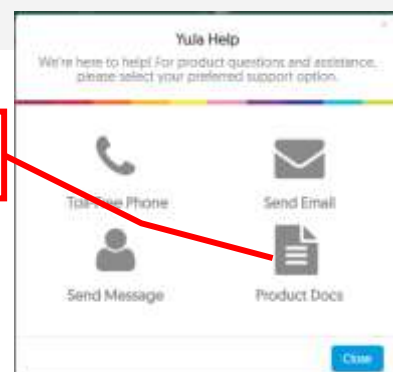 YuJa Help
We're here to help! For product questions and assistance,
please select your preferred support option.
Toll Free Phone
Send Email
Send Message
Product Docs
Close